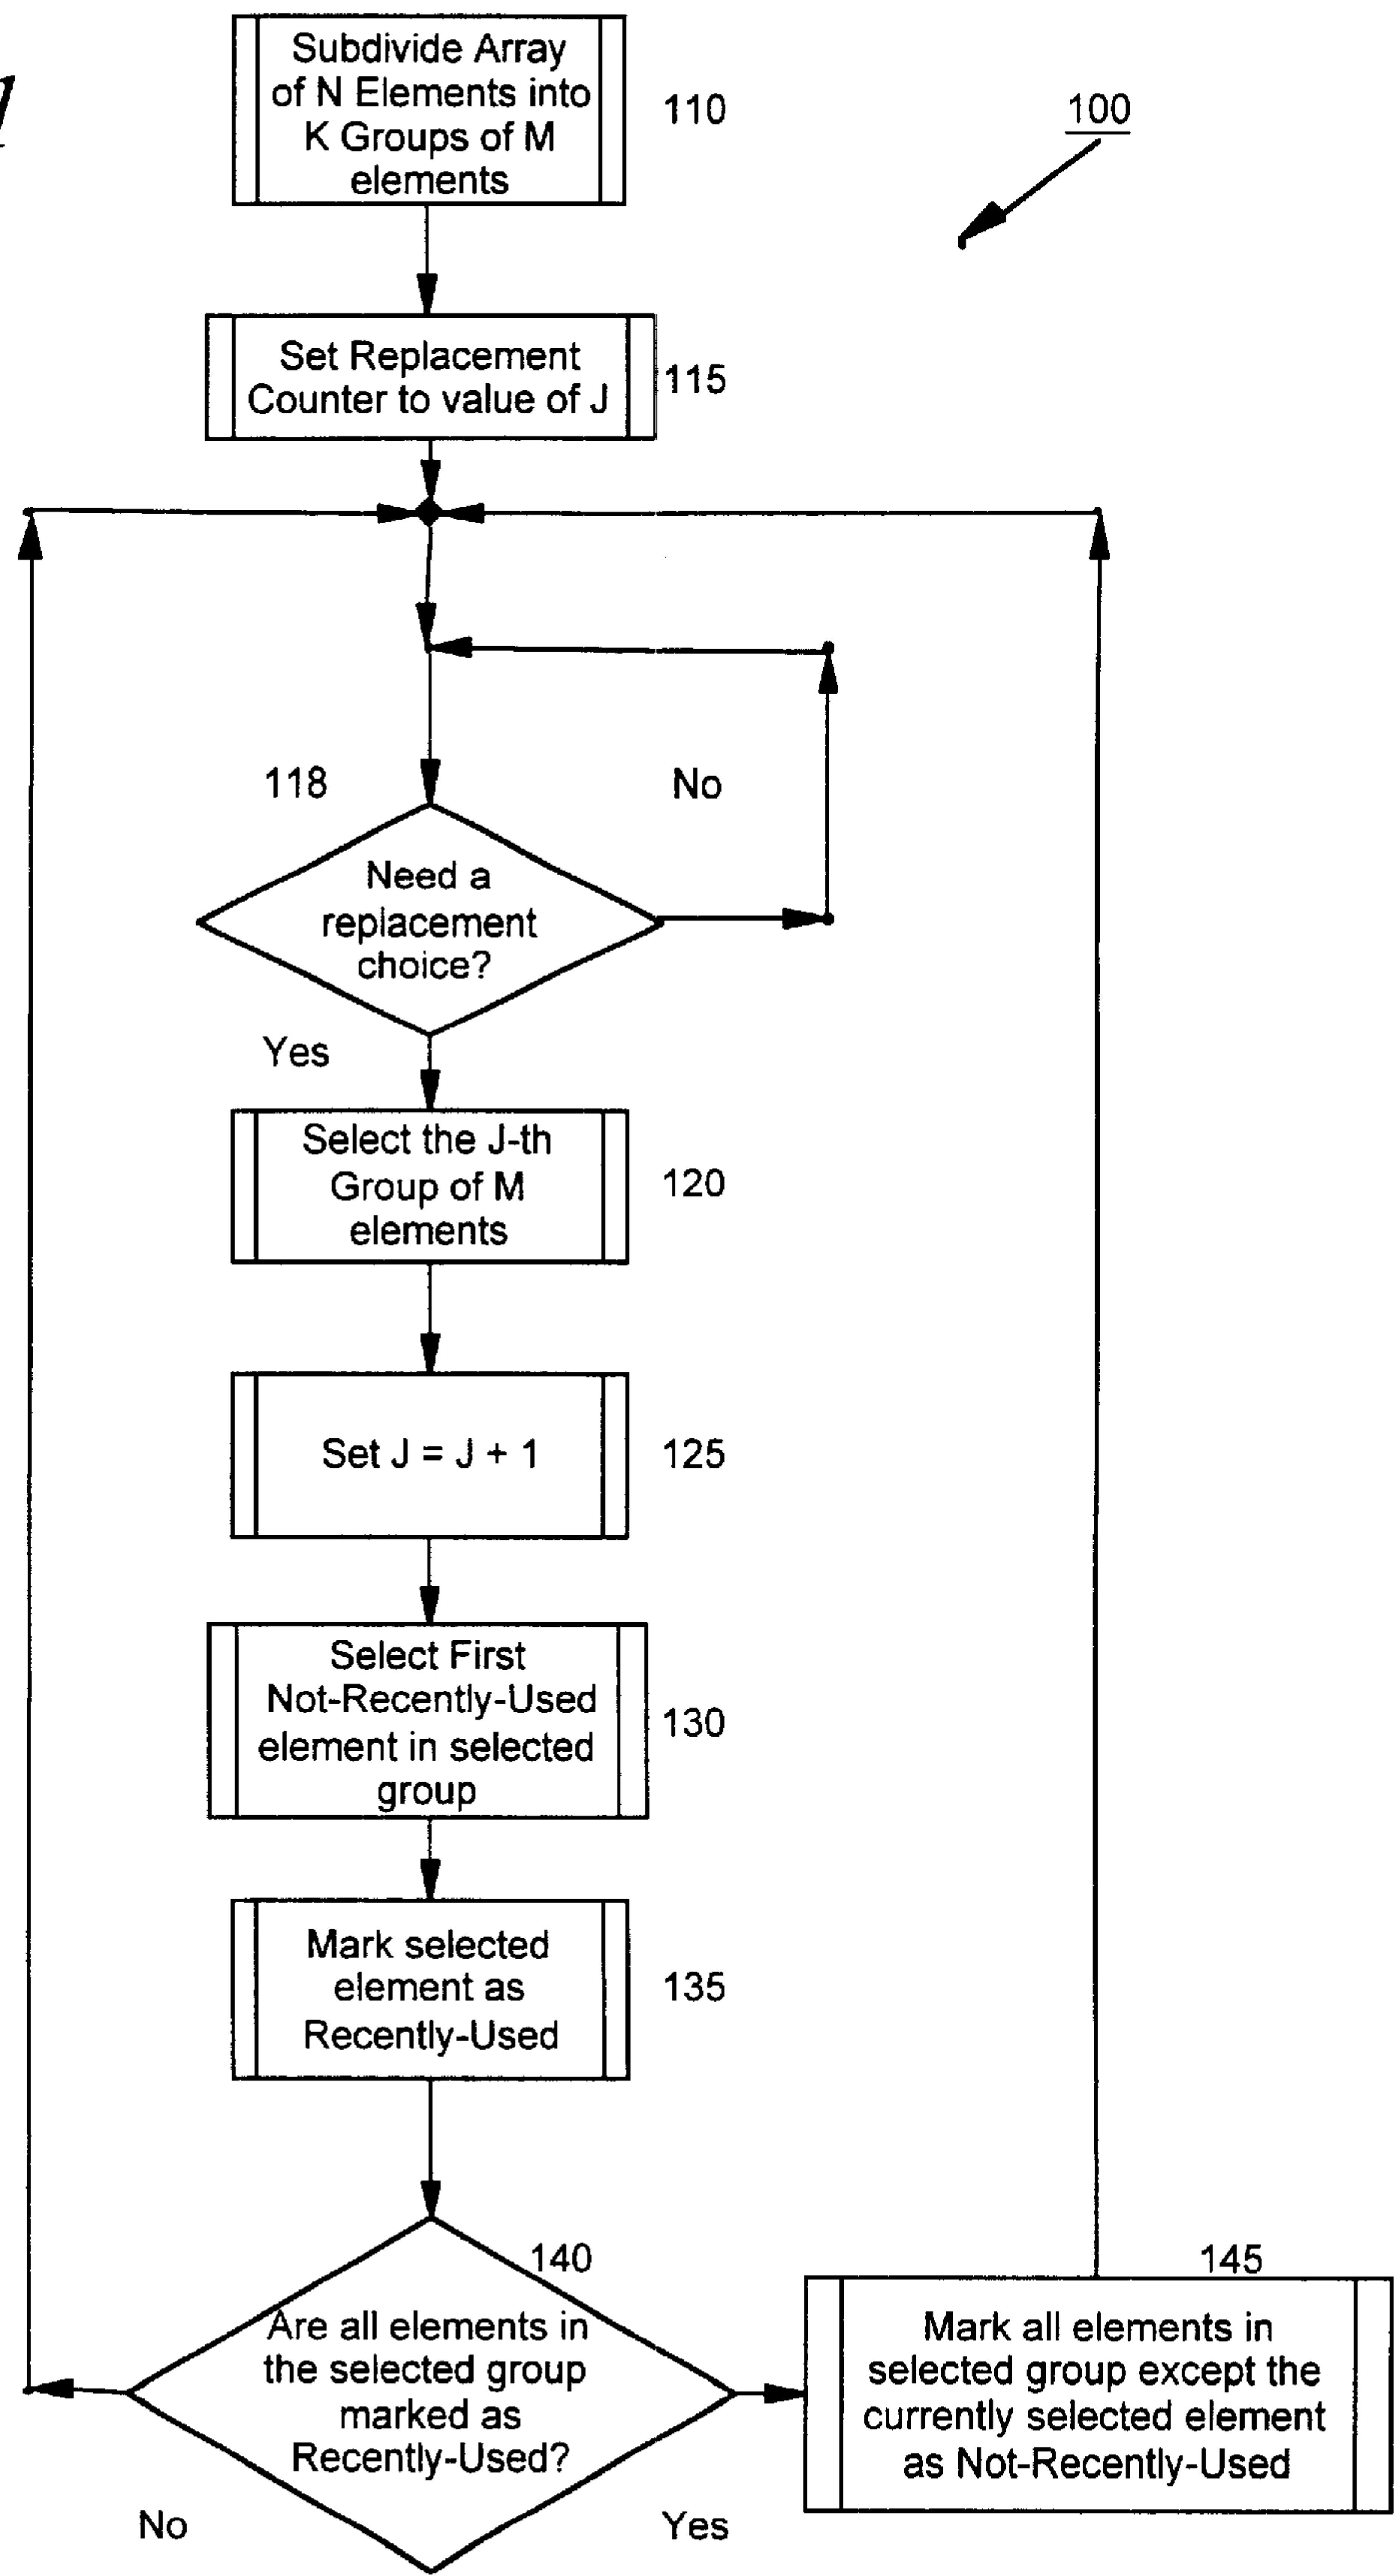 Subdivide Array
of N Elements into
K Groups of M
elements
110
100
Set Replacement
Counter to value of J
115
118
No
Need a
replacement
choice?
Yes
Select the J-th
Group of M
elements
120
Set J = J + 1
125
Select First
Not-Recently-Used
element in selected
group
130
Mark selected
element as
Recently-Used
135
140
Are all elements in
the selected group
marked as
Recently-Used?
No
Yes
145
Mark all elements in
selected group except the
currently selected element
as Not-Recently-Used